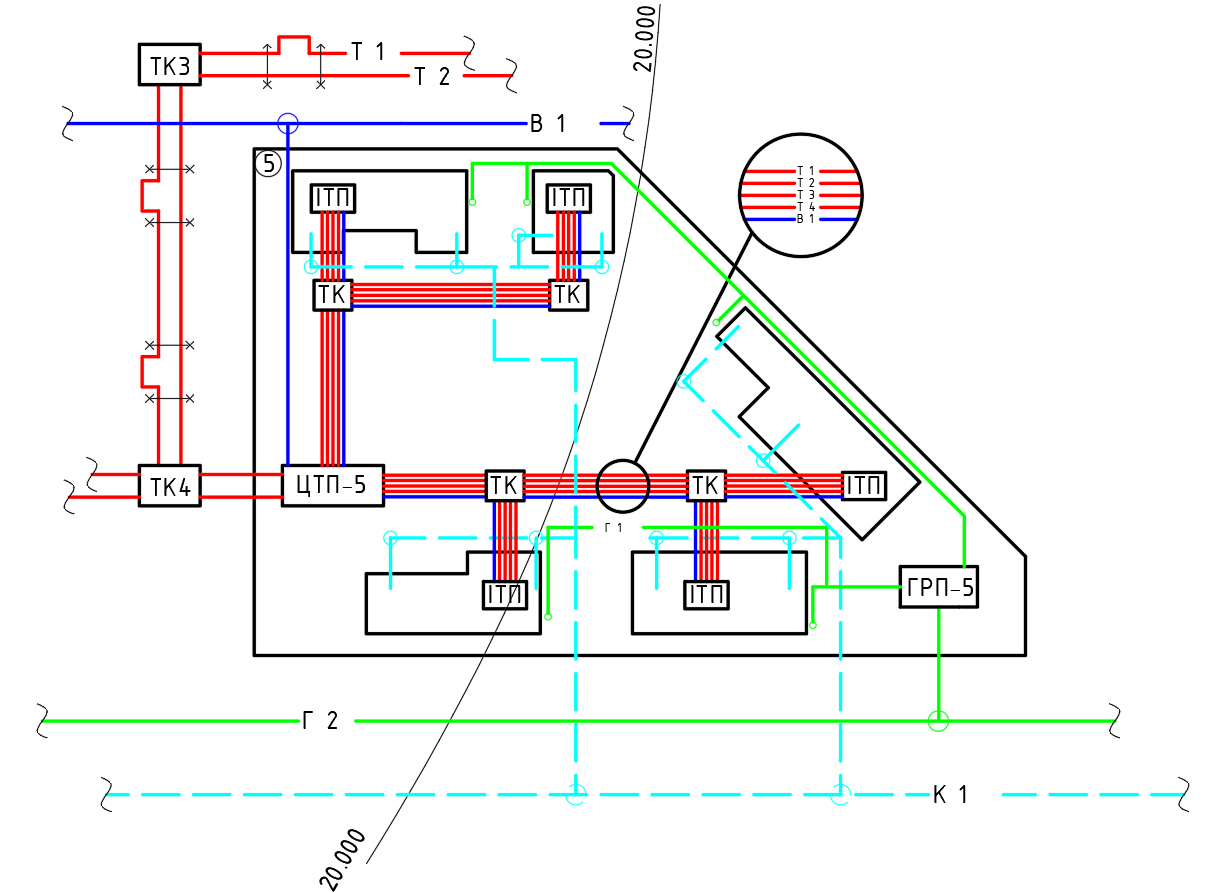 20.000
Т 1
ТК3
Т 2
В 1
5
ІТП
ІТП
Т 1
Т 2
Т 3
Т 4
В 1
ТК
ТК
ТК4
ЦТП-5
ТК
ТК
ІТП
Г 1
ІТП
ІТП
ГРП-5
Г 2
К 1
20.000